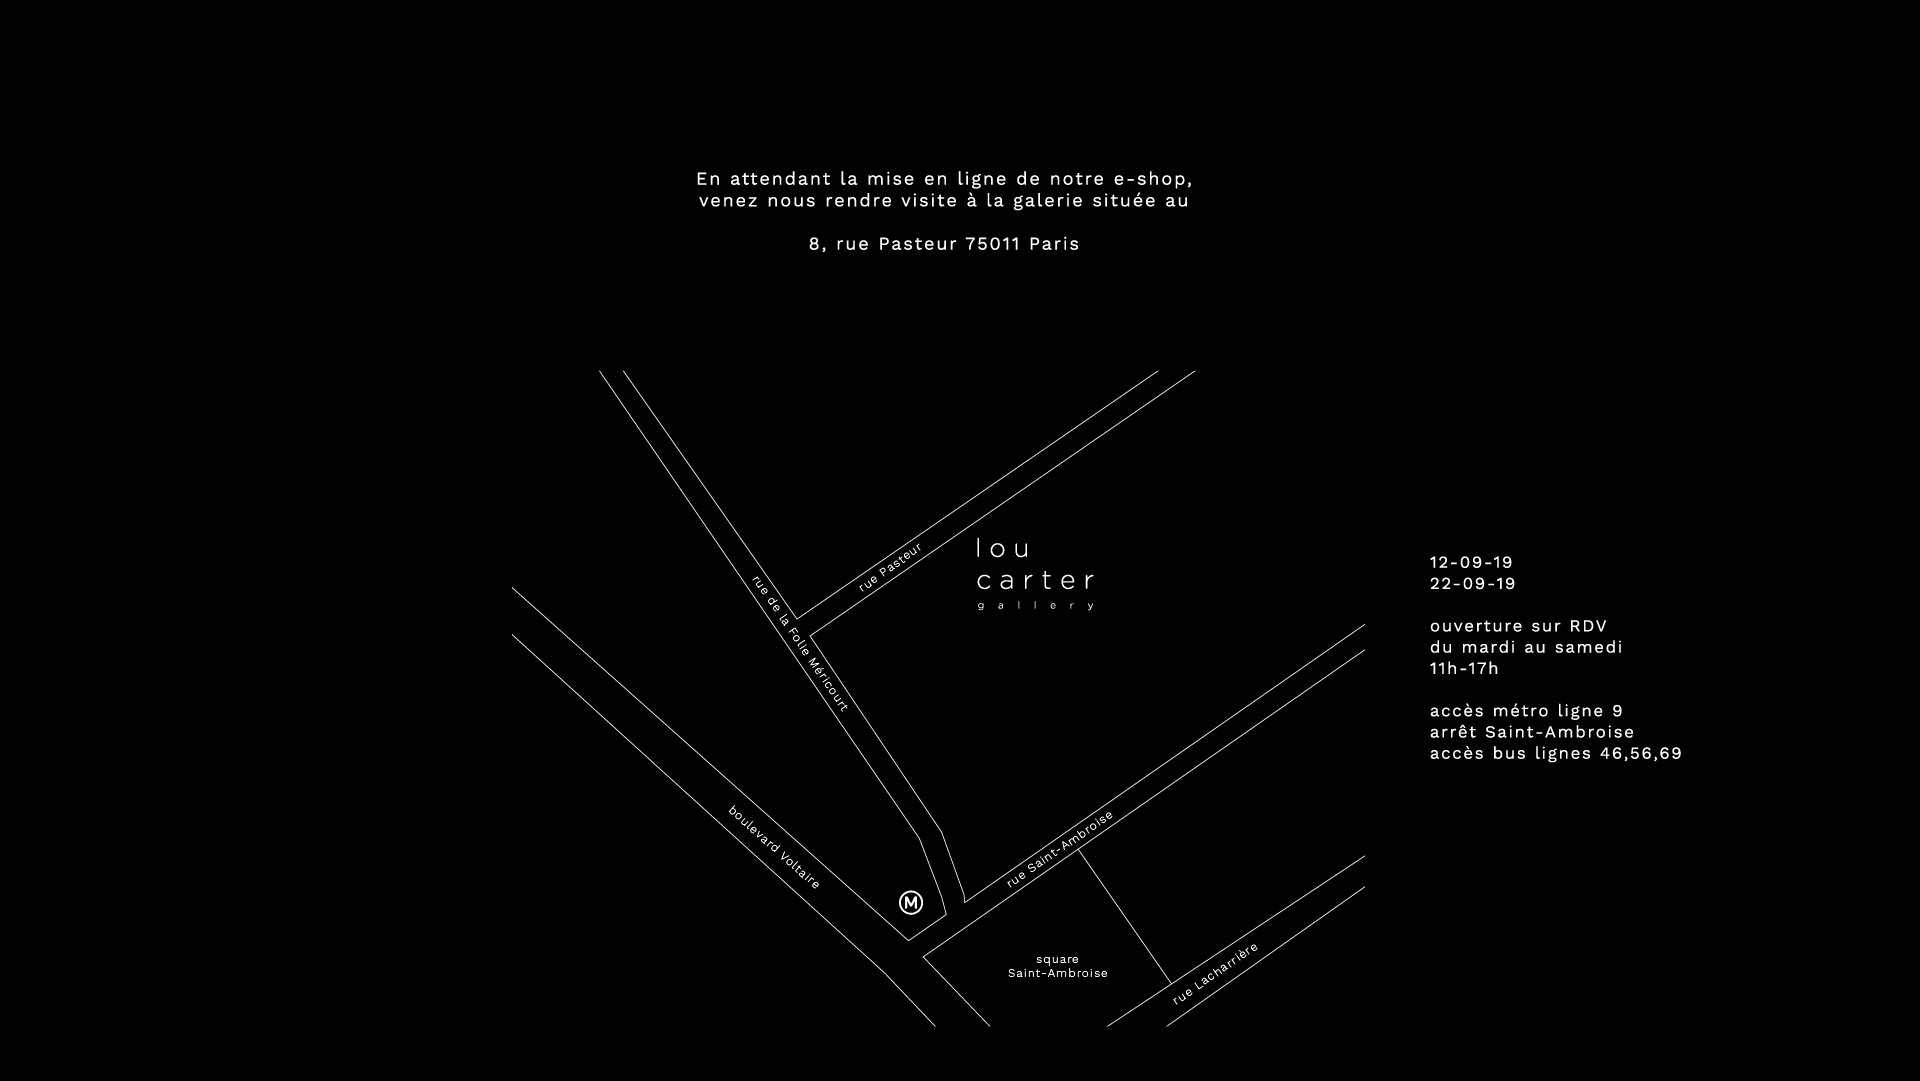 En attendant la mise en ligne de notre e-shop,
venez nous rendre visite à la galerie située au
8, rue Pasteur 75011 Paris
rue Pasteur
lou
carter
gallery
rue de la Folie Méricourt
12-09-19
22-09-19
ouverture sur RDV
du mardi au samedi
11h-17h
accès métro ligne 9
arrêt Saint-Ambroise
accès bus lignes 46,56,69
boulevard Voltaire
rue Saint-Ambroise
M
square
Saint-Ambroise
rue Lacharrière